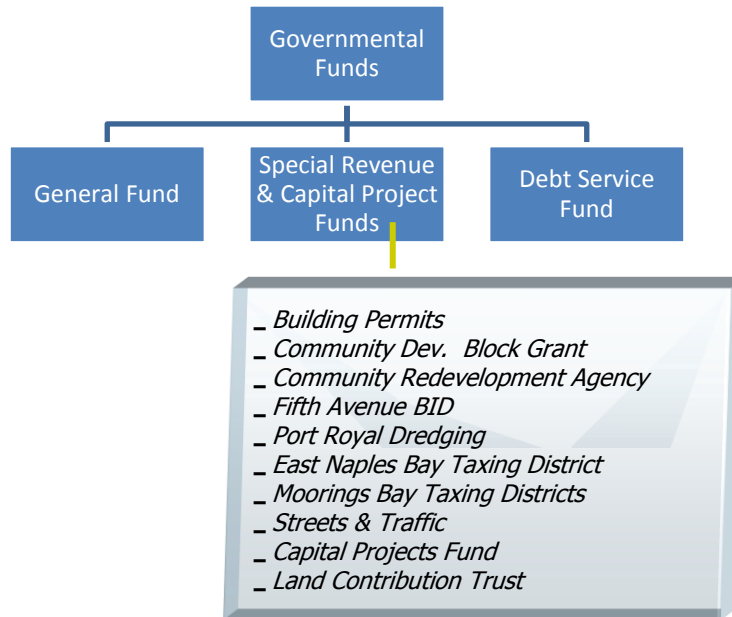 Governmental
Funds
General Fund
Special Revenue
& Capital Project
Funds
Debt Service
Fund
_ Building Permits
_ Community Dev.  Block Grant
_ Community Redevelopment Agency
_ Fifth Avenue BID
_ Port Royal Dredging
_ East Naples Bay Taxing District
_ Moorings Bay Taxing Districts
_ Streets & Traffic
_ Capital Projects Fund
_ Land Contribution Trust